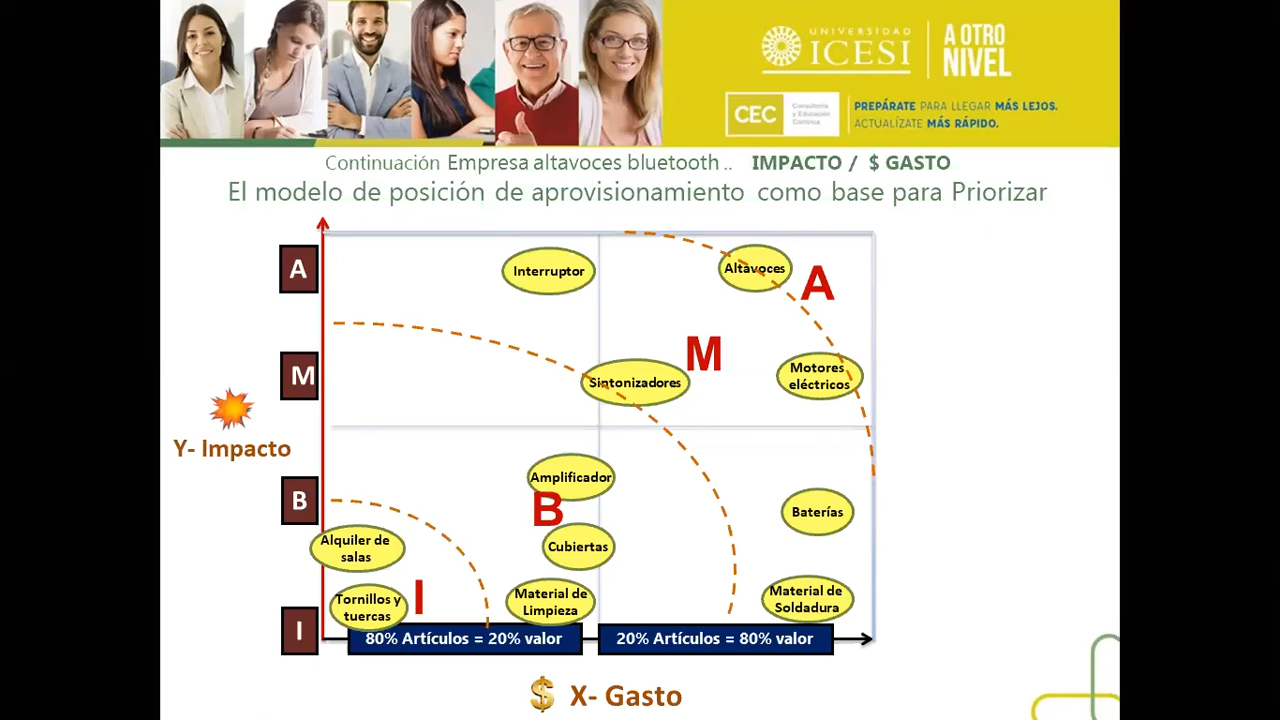 UNIVERSIDAD
ICESI
A OTRO
NIVEL
CEC
Consultoría
y Educación
Continua
PREPÁRATE PARA LLEGAR MÁS LEJOS.
ACTUALÍZATE MÁS RÁPIDO.
Continuación Empresa altavoces bluetooth .. IMPACTO / $ GASTO
El modelo de posición de aprovisionamiento como base para Priorizar
A
Interruptor
Altavoces
A
M
M
Sintonizadores
Motores
eléctricos
Y- Impacto
Amplificador
B
B
Baterías
Alquiler de
salas
Cubiertas
Tornillos y
tuercas
I
Material de
Limpieza
Material de
Soldadura
I
80% Artículos = 20% valor
20% Artículos = 80% valor
$ X- Gasto